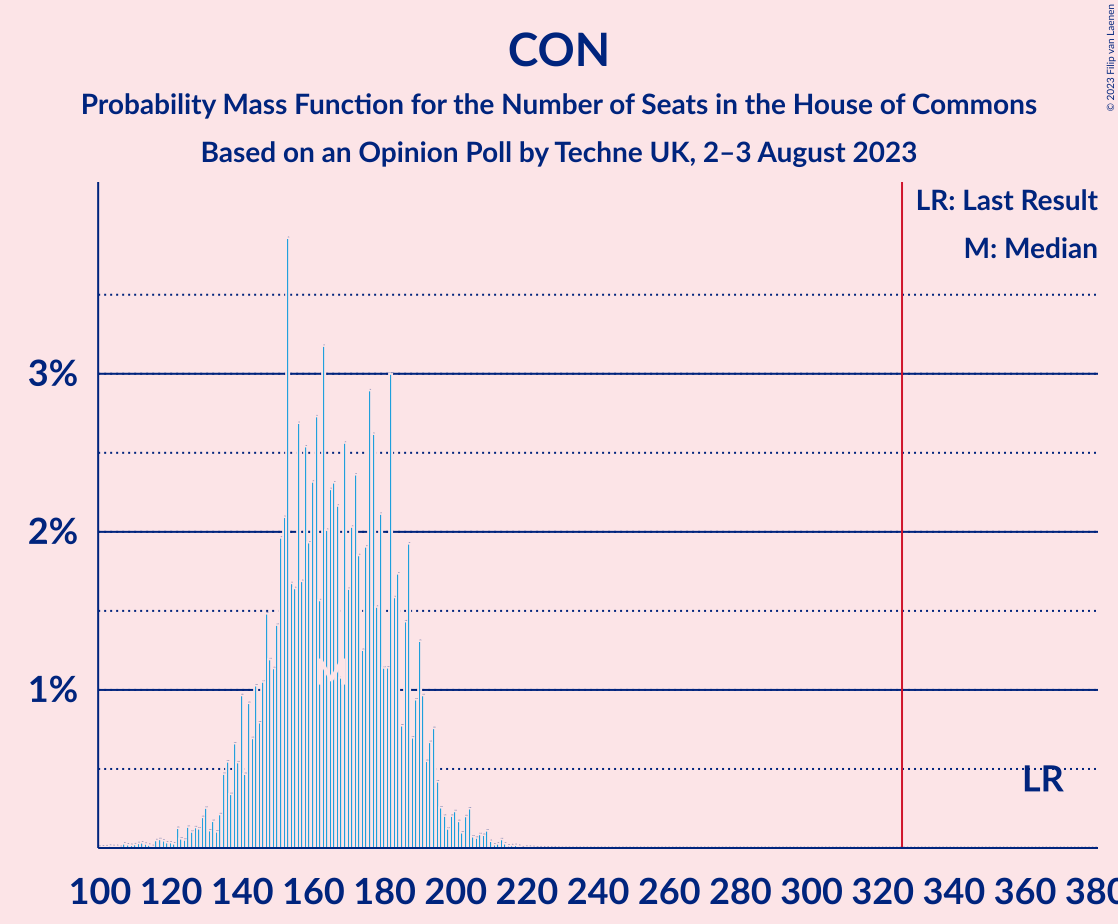 CON
Probability Mass Function for the Number of Seats in the House of Commons
Based on an Opinion Poll by Techne UK, 2–3 August 2023
© 2023 Filip van Laenen
LR: Last Result
M: Median
3%
2%
1%
M
LR
100 120 140 160 180 200 220 240 260 280 300 320 340 360 380